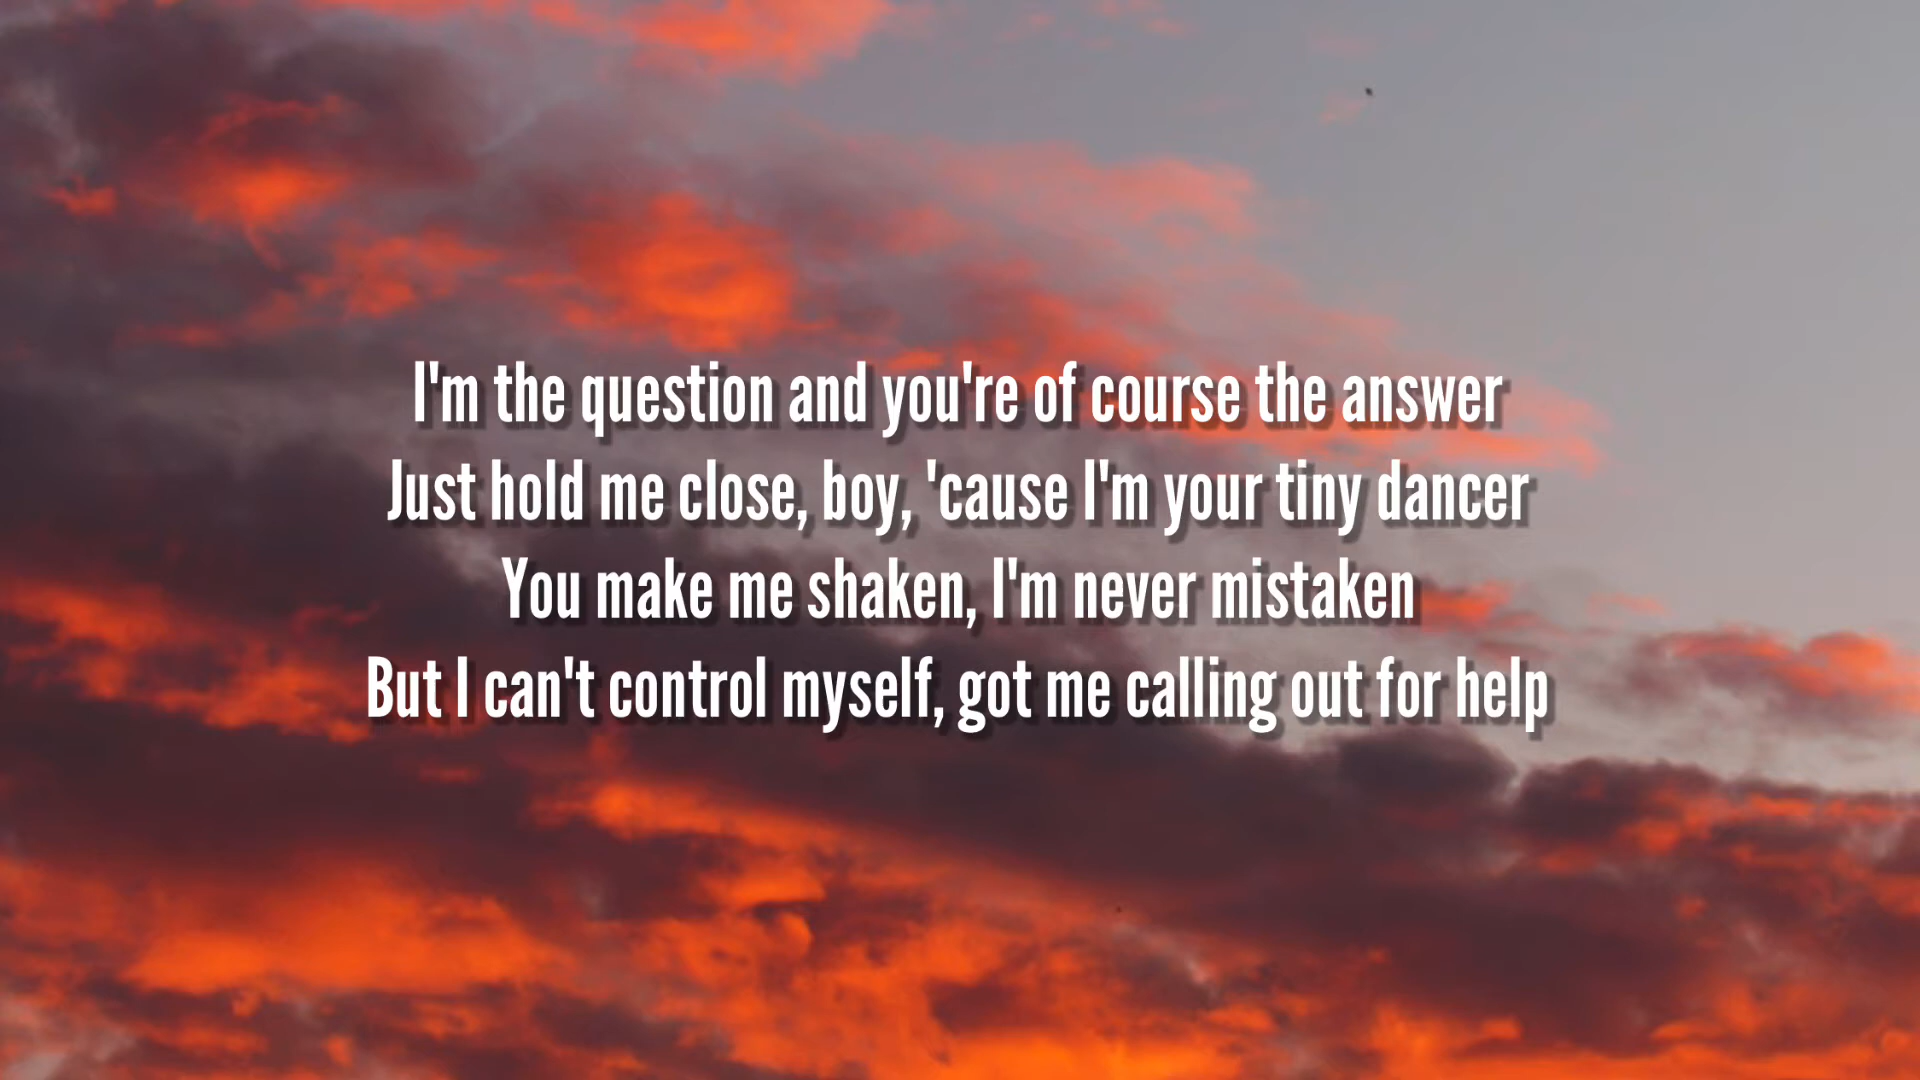 I'm the question and you're of course the answer
Just hold me close, boy, 'cause I'm your tiny dancer
You make me shaken, I'm never mistaken
But I can't control myself, got me calling out for help